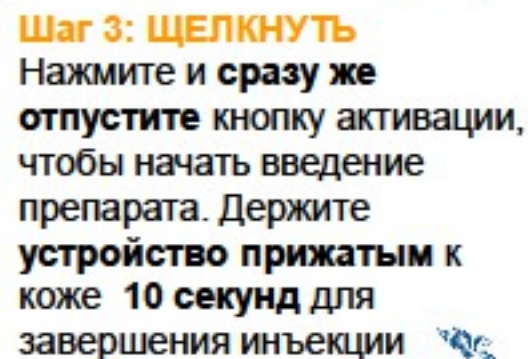 Шаг 3: ЩЕЛКНУТЬ
Нажмите и сразу же
отпустите кнопку активации,
чтобы начать введение
препарата. Держите
устройство прижатым к
коже 10 секунд для
завершения инъекции